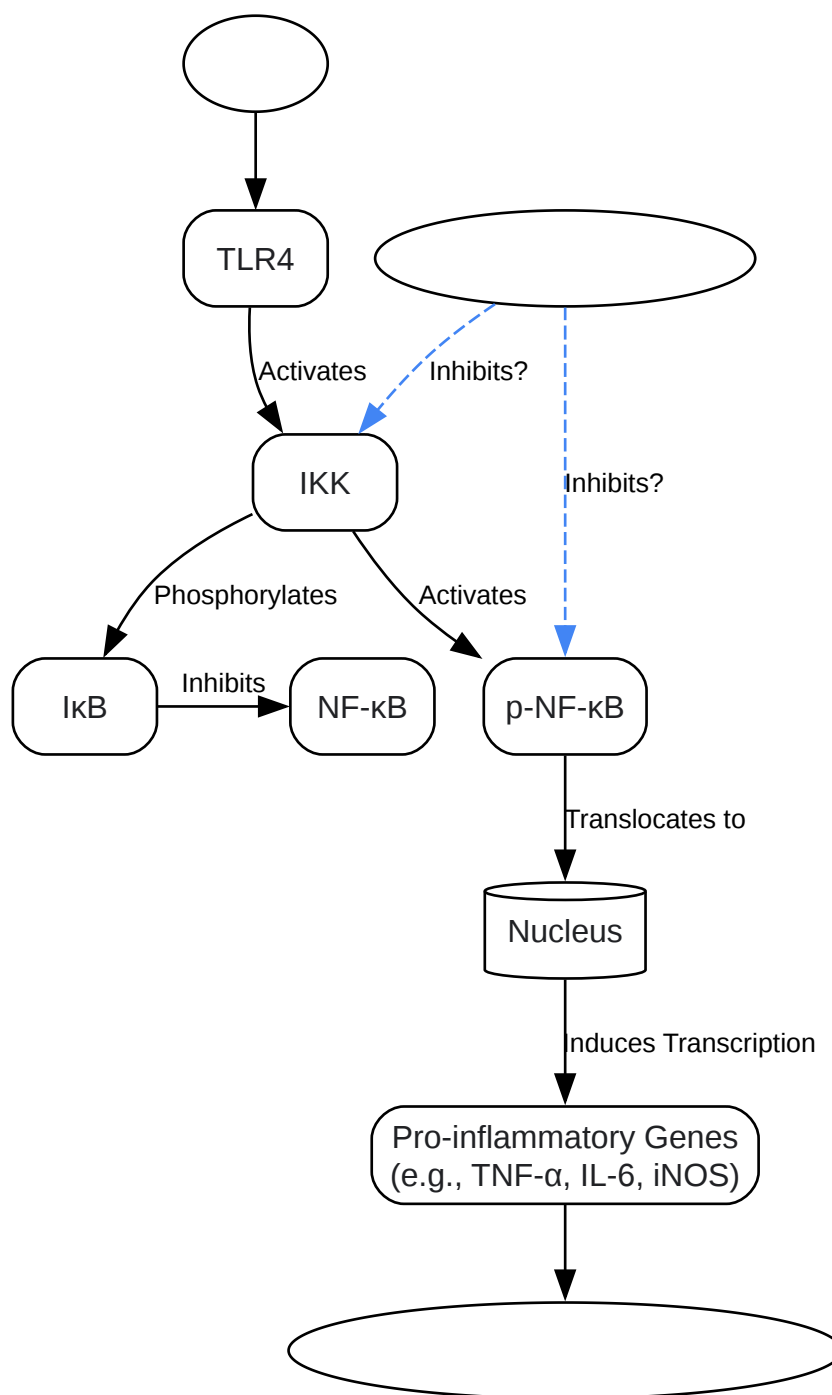 TLR4
Activates
Inhibits?
IKK
Inhibits?
Phosphorylates
Activates
IκB
Inhibits
NF-κB
p-NF-κB
Translocates to
Nucleus
Induces Transcription
Pro-inflammatory Genes
(e.g., TNF-α, IL-6, iNOS)